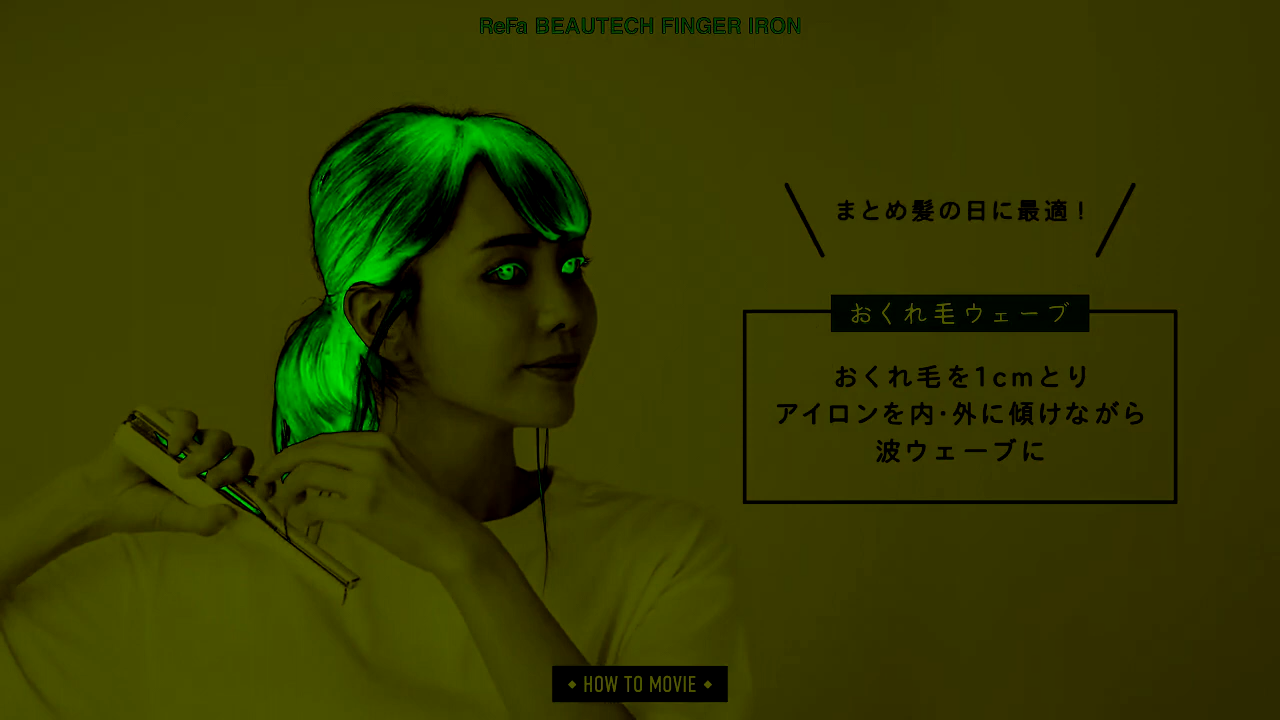 ReFa BEAUTECH FINGER IRON
まとめ髪の日に最適！
おくれ毛ウェーブ
おくれ毛を1cmとり
アイロンを内・外に傾けながら
波ウェーブに
HOW TO MOVIE